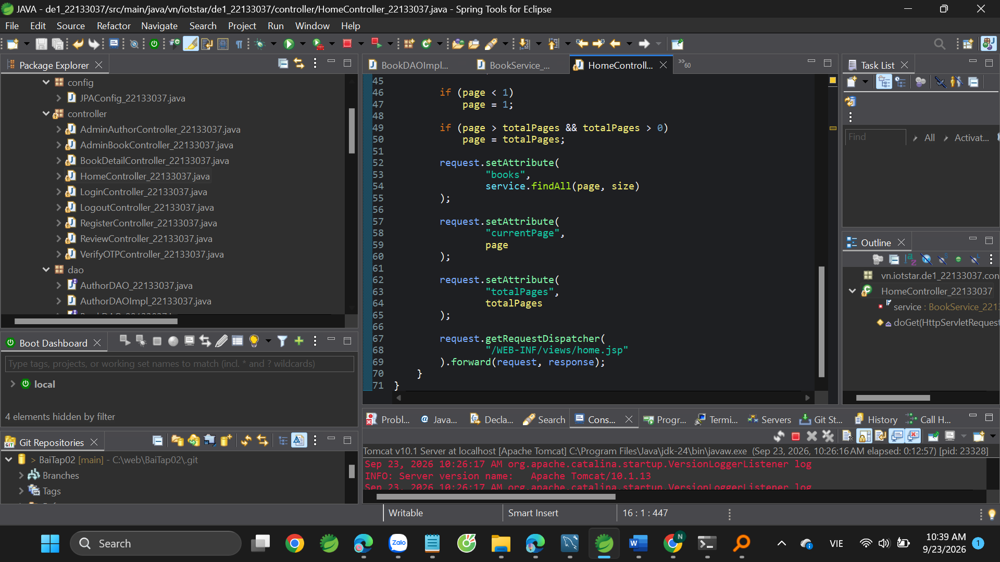 JAVA - de1_22133037/src/main/java/vn/iotstar/de1_22133037/controller/HomeController_22133037.java - Spring Tools for Eclipse
File Edit Source Refactor Navigate Search Project Run Window Help
Package Explorer
config
JPAConfig_22133037.java
controller
AdminAuthorController_22133037.java
AdminBookController_22133037.java
BookDetailController_22133037.java
HomeController_22133037.java
LoginController_22133037.java
LogoutController_22133037.java
RegisterController_22133037.java
ReviewController_22133037.java
VerifyOTPController_22133037.java
dao
AuthorDAO_22133037.java
AuthorDAOImpl_22133037.java
Boot Dashboard
Type tags, projects, or working set names to match (incl. * and ? wildcards)
local
4 elements hidden by filter
Git Repositories
> BaiTap02 [main] - C:\web\BaiTap02\.git
Branches
Tags
BookDAOImpl...
BookService_...
HomeControll...
»60
45
46 if (page < 1)
47 page = 1;
48
49 if (page > totalPages && totalPages > 0)
50 page = totalPages;
51
52 request.setAttribute(
53 "books",
54 service.findAll(page, size)
55 );
56
57 request.setAttribute(
58 "currentPage",
59 page
60 );
61
62 request.setAttribute(
63 "totalPages",
64 totalPages
65 );
66
67 request.getRequestDispatcher(
68 "/WEB-INF/views/home.jsp"
69 ).forward(request, response);
70 }
71 }
Probl... Java... Decla... Search Cons... Progr... Termi... Servers Git St... History Call H...
Tomcat v10.1 Server at localhost [Apache Tomcat] C:\Program Files\Java\jdk-24\bin\javaw.exe (Sep 23, 2026, 10:26:16 AM elapsed: 0:12:57) [pid: 23328]
Sep 23, 2026 10:26:17 AM org.apache.catalina.startup.VersionLoggerListener log
INFO: Server version name: Apache Tomcat/10.1.13
Sep 23, 2026 10:26:17 AM org.apache.catalina.startup.VersionLoggerListener log
Task List
Find
All
Activat...
Outline
vn.iotstar.de1_22133037.con
HomeController_22133037
service : BookService_221
doGet(HttpServletRequest
Writable
Smart Insert
16 : 1 : 447
Search
Zalo
N
VIE
10:39 AM
9/23/2026
1